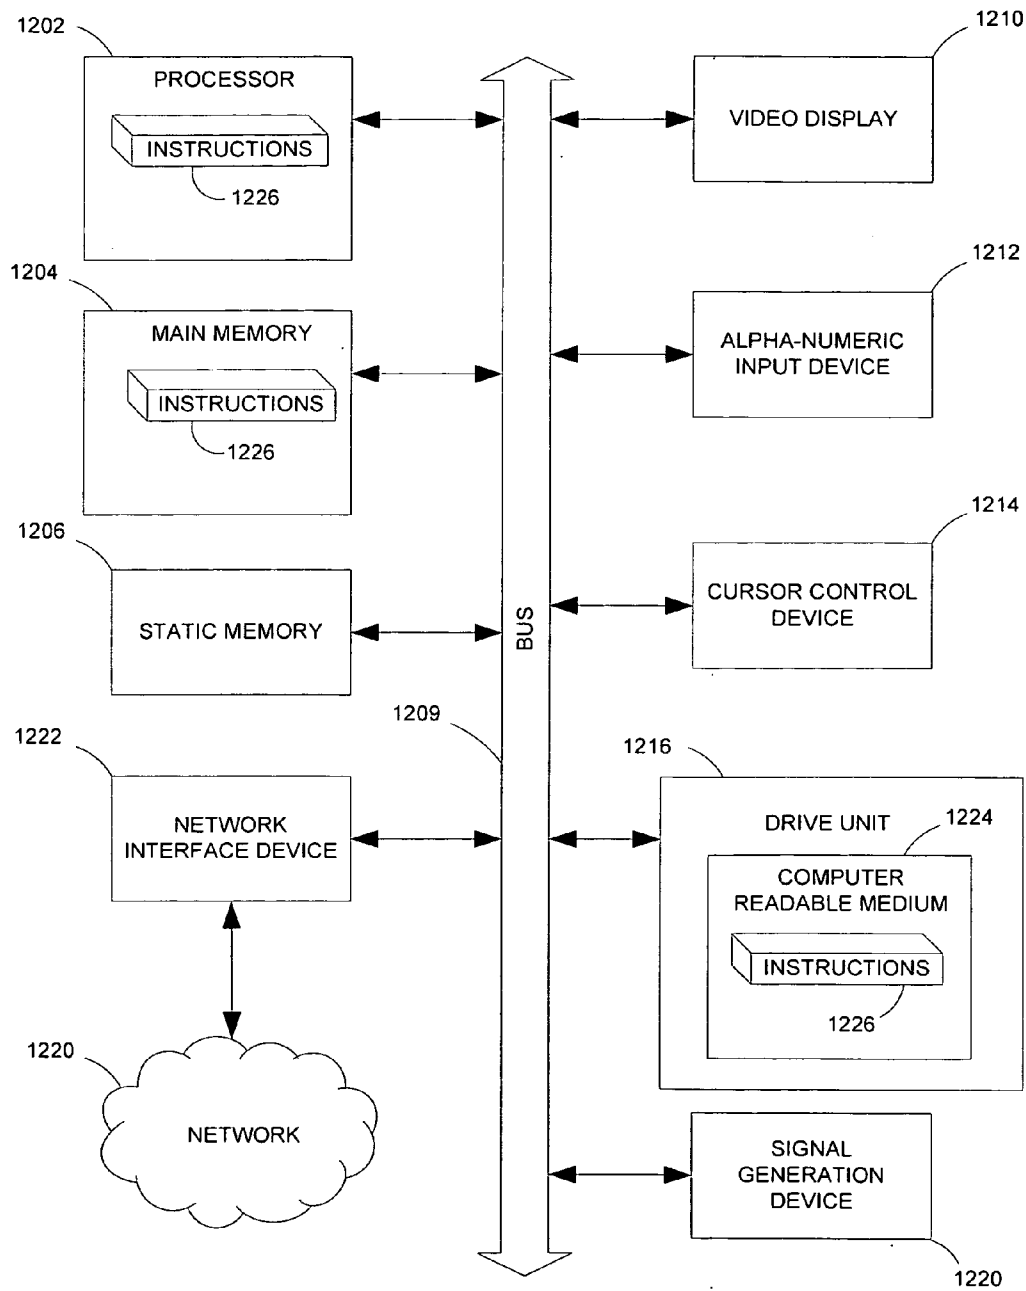 1202
PROCESSOR
INSTRUCTIONS
1226
1204
MAIN MEMORY
INSTRUCTIONS
1226
1206
STATIC MEMORY
1222
NETWORK
INTERFACE DEVICE
1220
NETWORK
BUS
1209
1210
VIDEO DISPLAY
1212
ALPHA-NUMERIC
INPUT DEVICE
1214
CURSOR CONTROL
DEVICE
1216
DRIVE UNIT
1224
COMPUTER
READABLE MEDIUM
INSTRUCTIONS
1226
SIGNAL
GENERATION
DEVICE
1220